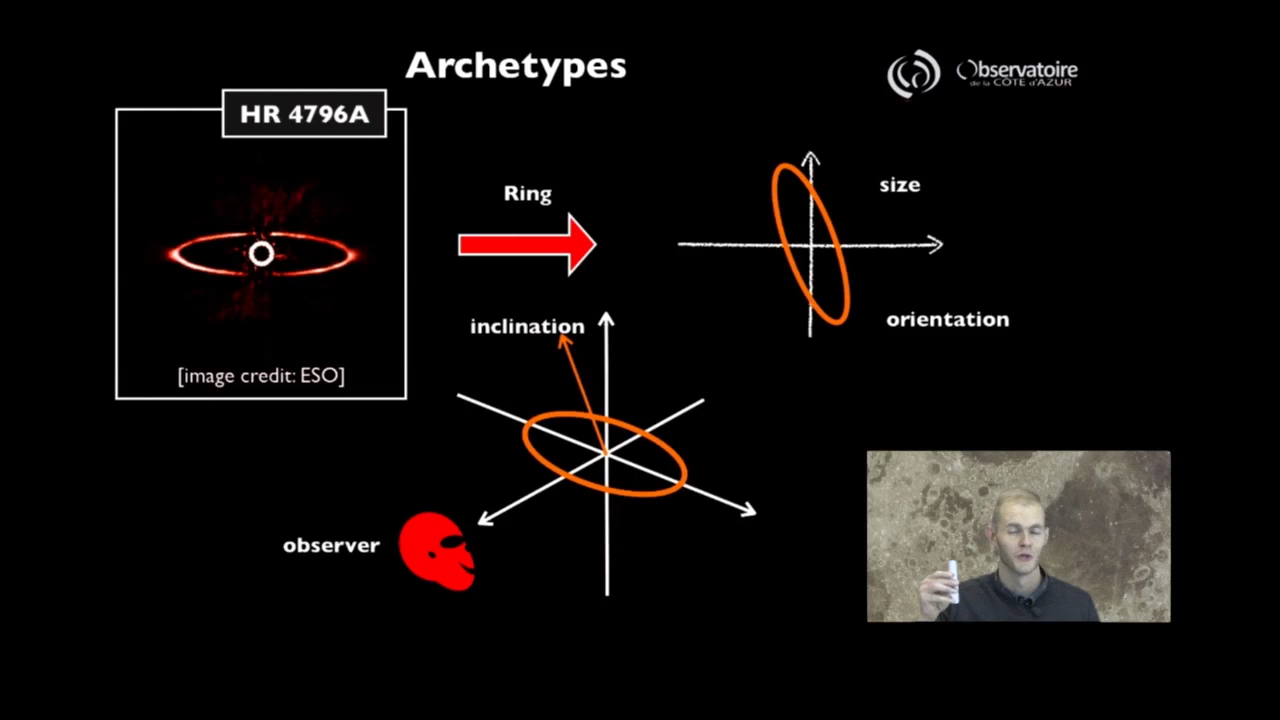 Archetypes
Observatoire
de la CÔTE d'AZUR
HR 4796A
Ring
size
inclination
orientation
[image credit: ESO]
observer